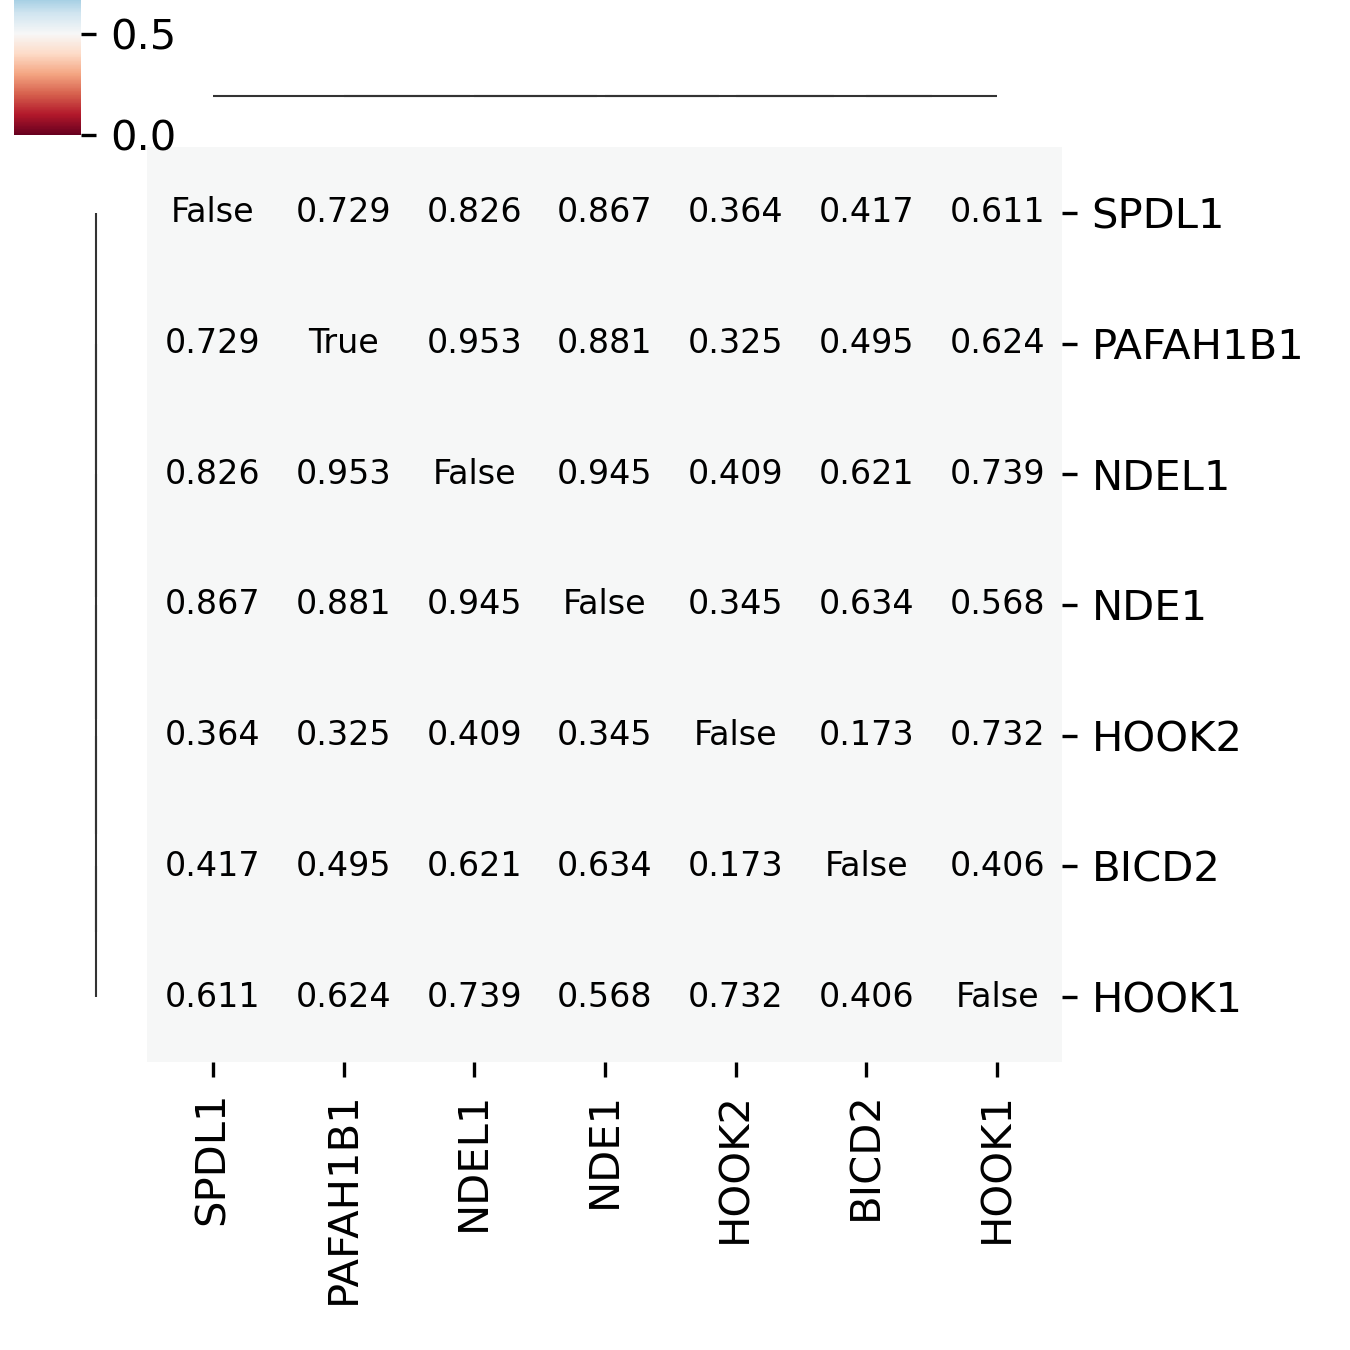 0.5
0.0
False 0.729 0.826 0.867 0.364 0.417 0.611 SPDL1
0.729 True 0.953 0.881 0.325 0.495 0.624 PAFAH1B1
0.826 0.953 False 0.945 0.409 0.621 0.739 NDEL1
0.867 0.881 0.945 False 0.345 0.634 0.568 NDE1
0.364 0.325 0.409 0.345 False 0.173 0.732 HOOK2
0.417 0.495 0.621 0.634 0.173 False 0.406 BICD2
0.611 0.624 0.739 0.568 0.732 0.406 False HOOK1
SPDL1
PAFAH1B1
NDEL1
NDE1
HOOK2
BICD2
HOOK1